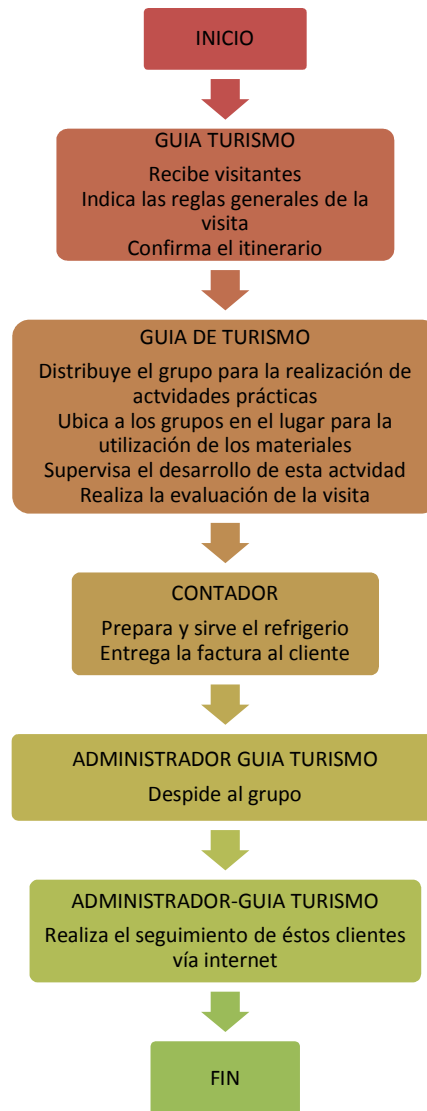 INICIO
GUIA TURISMO
Recibe visitantes
Indica las reglas generales de la
visita
Confirma el itinerario
GUIA DE TURISMO
Distribuye el grupo para la realización de
actvidades prácticas
Ubica a los grupos en el lugar para la
utilización de los materiales
Supervisa el desarrollo de esta actvidad
Realiza la evaluación de la visita
CONTADOR
Prepara y sirve el refrigerio
Entrega la factura al cliente
ADMINISTRADOR GUIA TURISMO
Despide al grupo
ADMINISTRADOR-GUIA TURISMO
Realiza el seguimiento de éstos clientes
vía internet
FIN